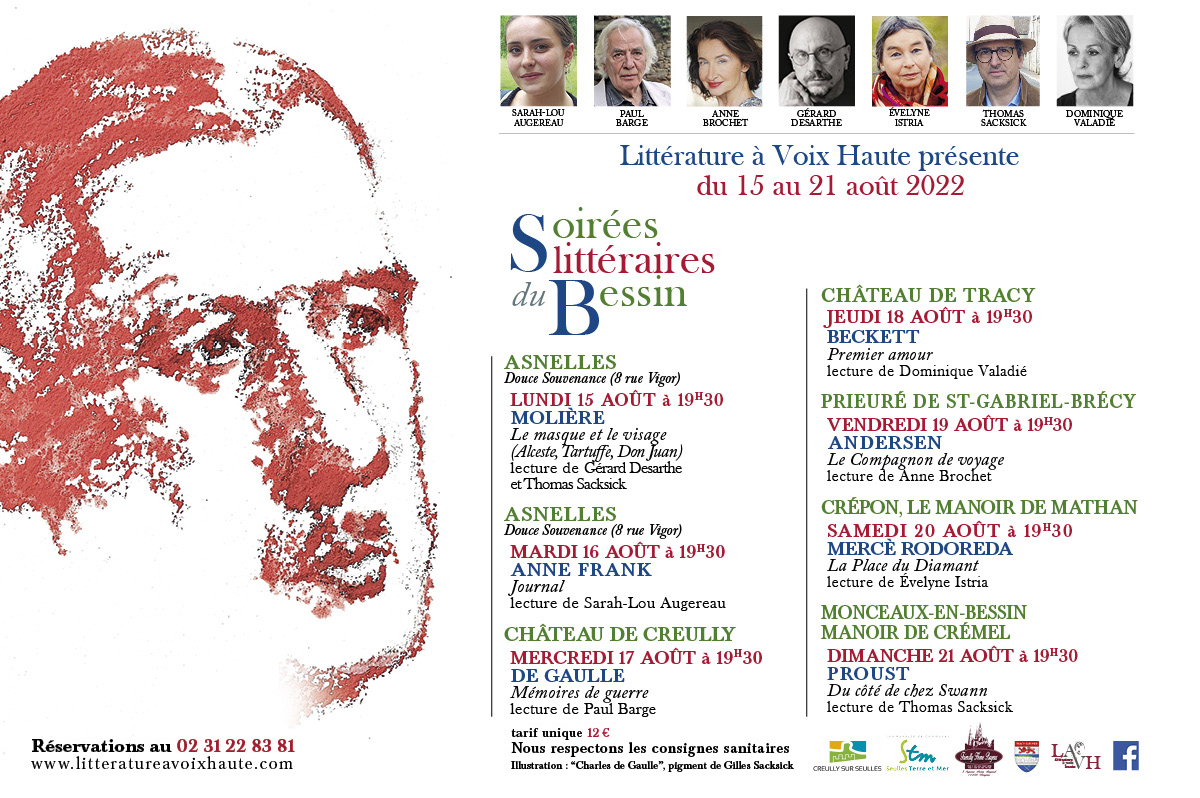 SARAH-LOU
AUGEREAU
PAUL
BARGE
ANNE
BROCHET
GÉRARD
DESARTHE
ÉVELYNE
ISTRIA
THOMAS
SACKSICK
DOMINIQUE
VALADIÉ
Littérature à Voix Haute présente
du 15 au 21 août 2022
Soirées
littéraires
du Bessin
ASNELLES
Douce Souvenance (8 rue Vigor)
LUNDI 15 AOÛT à 19H30
MOLIÈRE
Le masque et le visage
(Alceste, Tartuffe, Don Juan)
lecture de Gérard Desarthe
et Thomas Sacksick
ASNELLES
Douce Souvenance (8 rue Vigor)
MARDI 16 AOÛT à 19H30
ANNE FRANK
Journal
lecture de Sarah-Lou Augereau
CHÂTEAU DE CREULLY
MERCREDI 17 AOÛT à 19H30
DE GAULLE
Mémoires de guerre
lecture de Paul Barge
CHÂTEAU DE TRACY
JEUDI 18 AOÛT à 19H30
BECKETT
Premier amour
lecture de Dominique Valadié
PRIEURÉ DE ST-GABRIEL-BRÉCY
VENDREDI 19 AOÛT à 19H30
ANDERSEN
Le Compagnon de voyage
lecture de Anne Brochet
CRÉPON, LE MANOIR DE MATHAN
SAMEDI 20 AOÛT à 19H30
MERCÈ RODOREDA
La Place du Diamant
lecture de Évelyne Istria
MONCEAUX-EN-BESSIN
MANOIR DE CRÉMEL
DIMANCHE 21 AOÛT à 19H30
PROUST
Du côté de chez Swann
lecture de Thomas Sacksick
tarif unique 12 €
Nous respectons les consignes sanitaires
Illustration : “Charles de Gaulle”, pigment de Gilles Sacksick
Réservations au 02 31 22 83 81
www.litteratureavoixhaute.com
CREULLY SUR SEULLES
Stm
Seulles Terre et Mer
LAVH
f